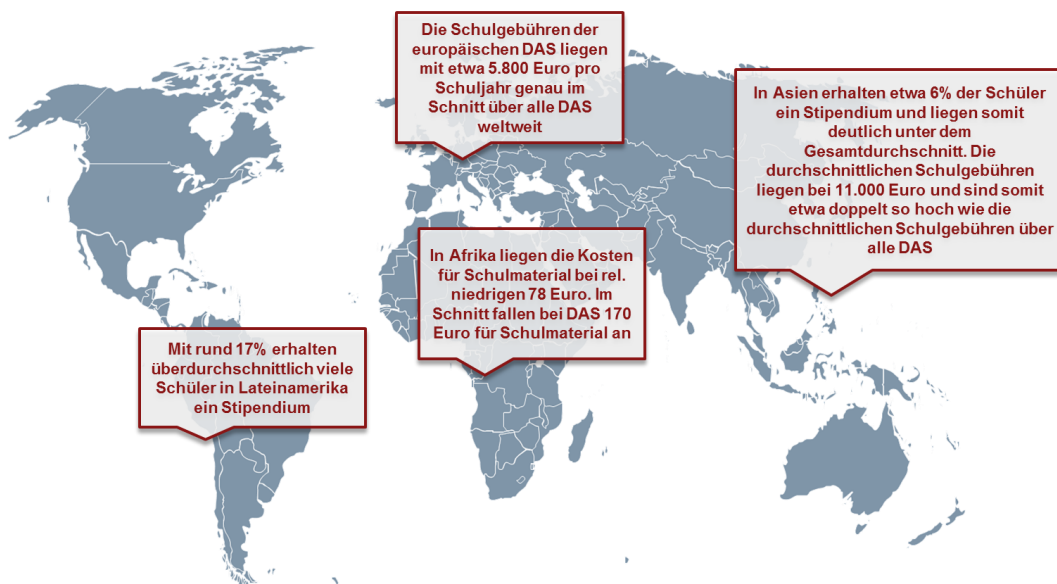 Die Schulgebühren der
europäischen DAS liegen
mit etwa 5.800 Euro pro
Schuljahr genau im
Schnitt über alle DAS
weltweit
In Asien erhalten etwa 6% der Schüler
ein Stipendium und liegen somit
deutlich unter dem
Gesamtdurchschnitt. Die
durchschnittlichen Schulgebühren
liegen bei 11.000 Euro und sind somit
etwa doppelt so hoch wie die
durchschnittlichen Schulgebühren über
alle DAS
In Afrika liegen die Kosten
für Schulmaterial bei rel.
niedrigen 78 Euro. Im
Schnitt fallen bei DAS 170
Euro für Schulmaterial an
Mit rund 17% erhalten
überdurchschnittlich viele
Schüler in Lateinamerika
ein Stipendium